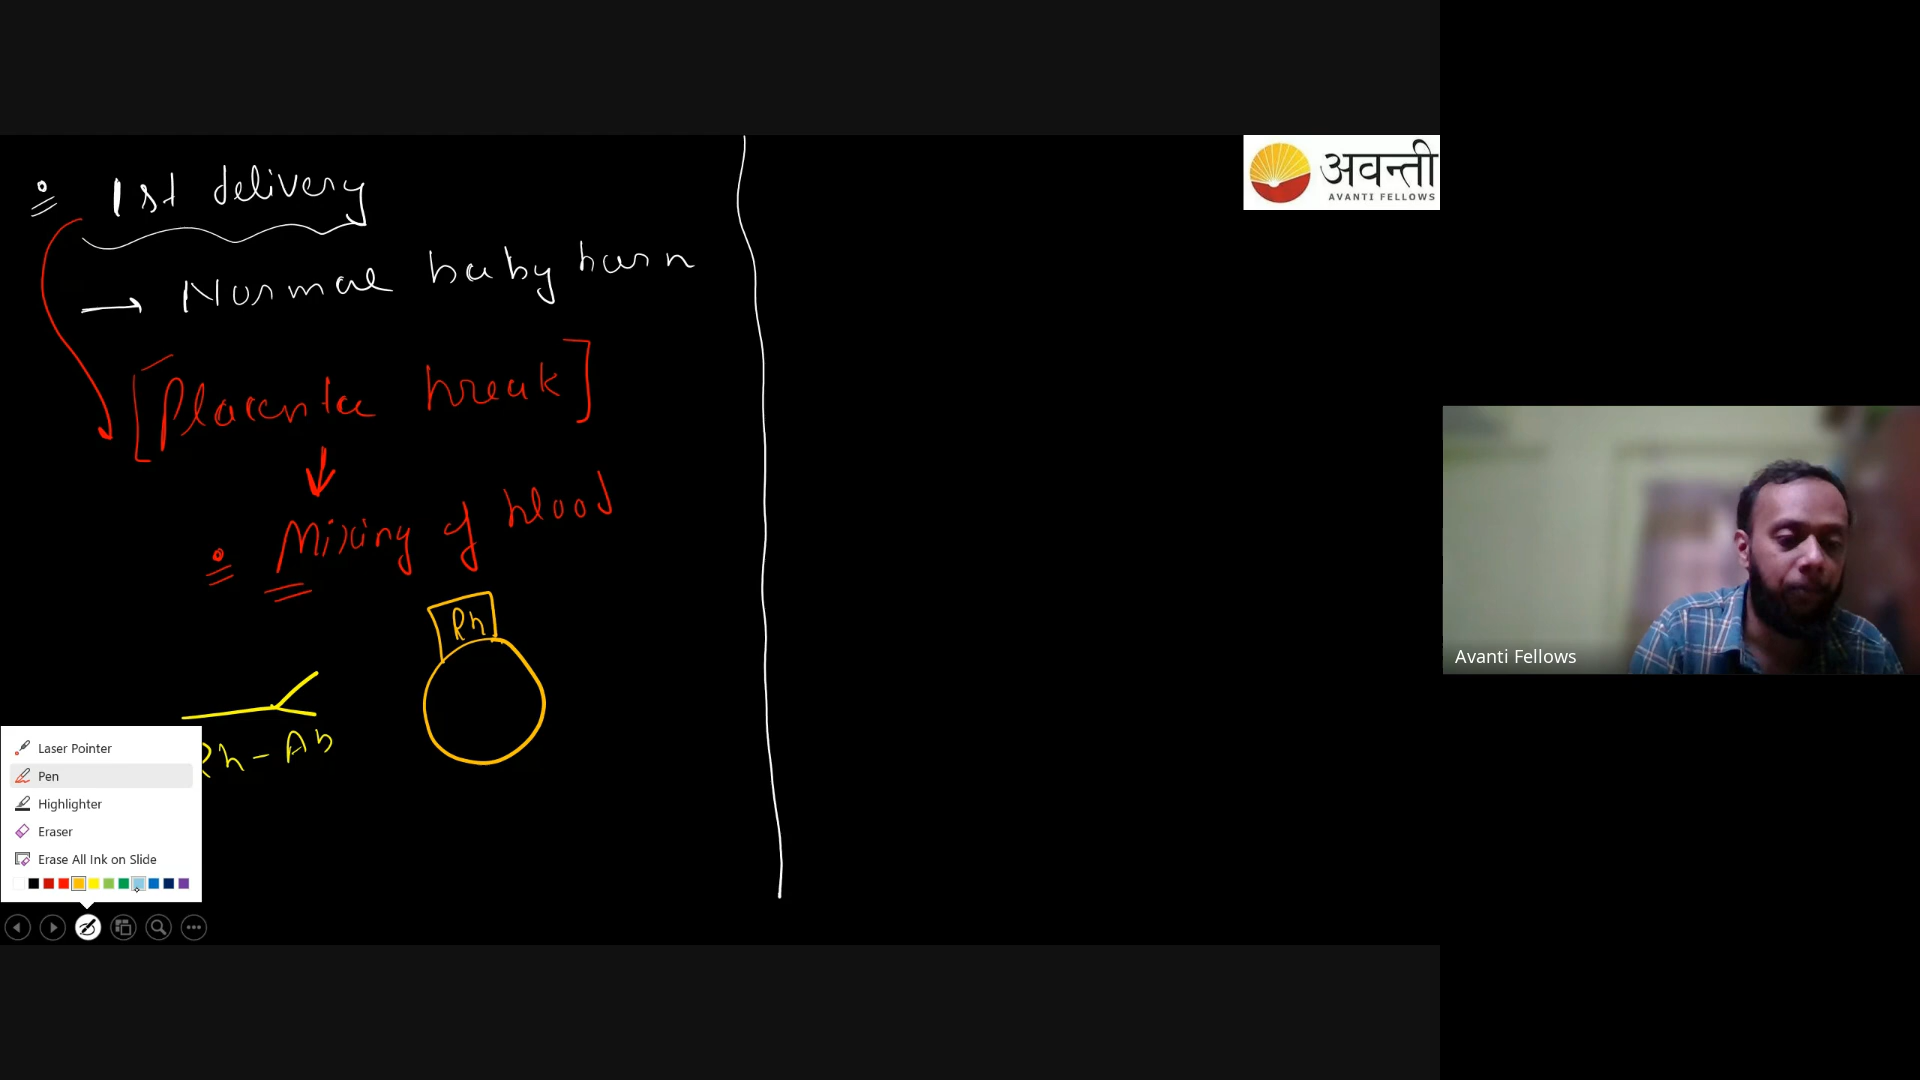 1st delivery
→ Normal baby born
[Placenta break]
↓
Mixing of blood
Rh
Rh - Ab
अवन्ती
AVANTI FELLOWS
Laser Pointer
Pen
Highlighter
Eraser
Erase All Ink on Slide
Avanti Fellows